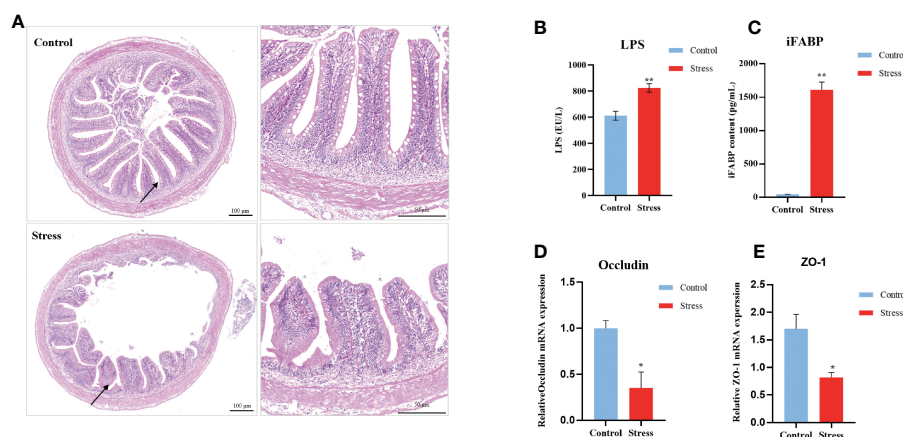 A
Control
100 μm
50 μm
Stress
100 μm
50 μm
B
LPS
Control
Stress
LPS (EU/L)
1000
800
600
400
200
0
**
Control Stress
C
iFABP
Control
Stress
iFABP content (pg/mL)
2000
1500
1000
500
0
**
Control Stress
D
Occludin
Control
Stress
RelativeOccludin mRNA expression
1.5
1.0
0.5
0.0
*
Control Stress
E
ZO-1
Control
Stress
Relative ZO-1 mRNA experssion
2.5
2.0
1.5
1.0
0.5
0.0
*
Control Stress